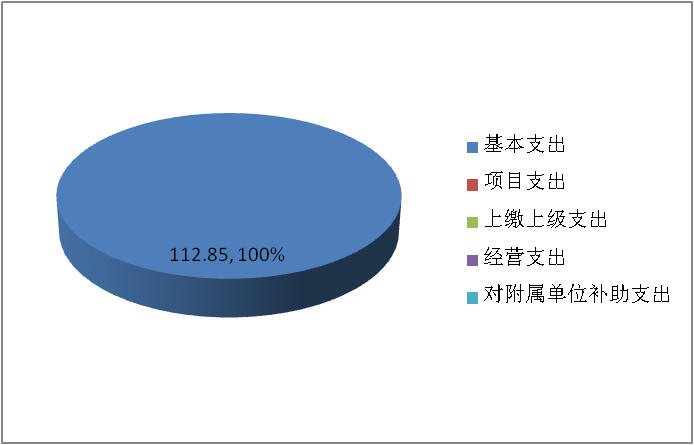 112.85, 100%
基本支出
项目支出
上缴上级支出
经营支出
对附属单位补助支出